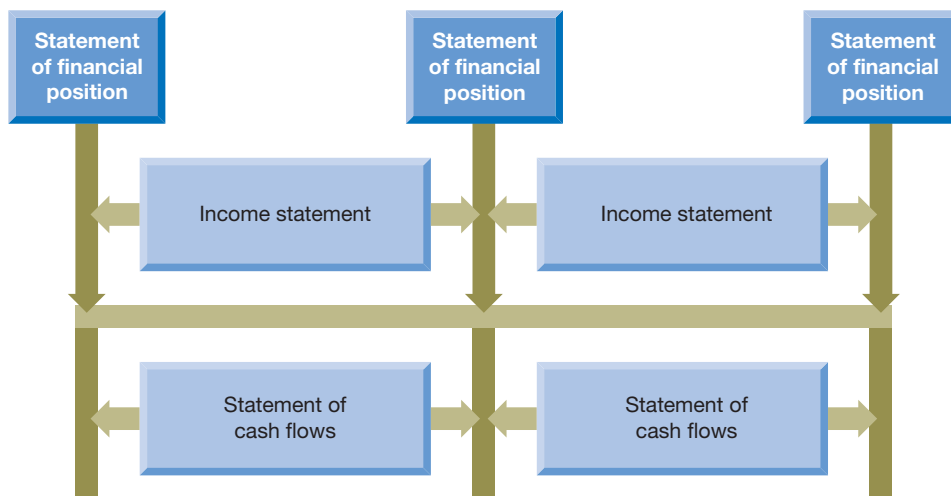 Statement
of financial
position
Statement
of financial
position
Statement
of financial
position
Income statement
Income statement
Statement of
cash flows
Statement of
cash flows